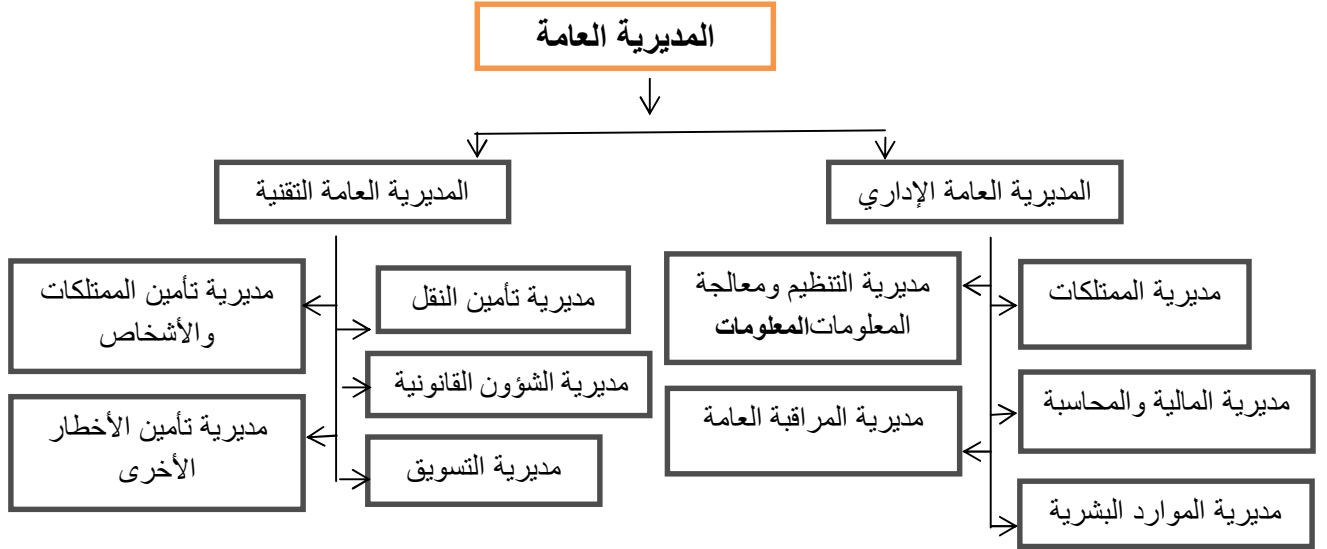 المديرية العامة
المديرية العامة الإداري
المديرية العامة التقنية
مديرية الممتلكات
مديرية التنظيم ومعالجة
المعلوماتالمعلومات
مديرية المالية والمحاسبة
مديرية المراقبة العامة
مديرية الموارد البشرية
مديرية تأمين النقل
مديرية تأمين الممتلكات
والأشخاص
مديرية الشؤون القانونية
مديرية تأمين الأخطار
الأخرى
مديرية التسويق